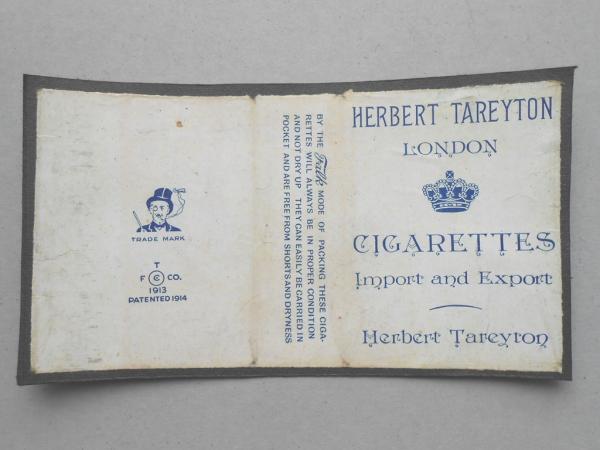 TRADE MARK
T
F © CO.
1913
PATENTED 1914
BY THE Falk MODE OF PACKING THESE CIGA-
RETTES WILL ALWAYS BE IN PROPER CONDITION
AND NOT DRY UP THEY CAN EASILY BE CARRIED IN
POCKET AND ARE FREE FROM SHORTS AND DRYNESS
HERBERT TAREYTON
LONDON
CIGARETTES
Import and Export
Herbert Tareyton